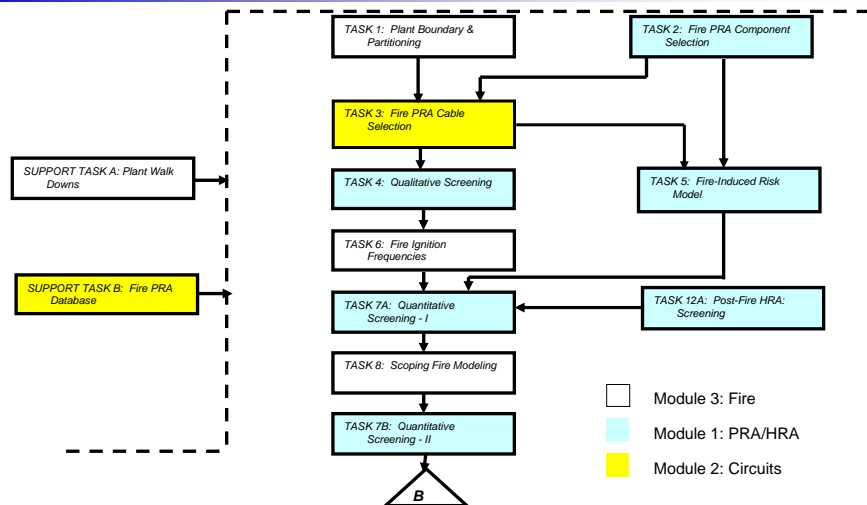 TASK 1: Plant Boundary &
Partitioning
TASK 2: Fire PRA Component
Selection
TASK 3: Fire PRA Cable
Selection
SUPPORT TASK A: Plant Walk
Downs
TASK 4: Qualitative Screening
TASK 5: Fire-Induced Risk
Model
TASK 6: Fire Ignition
Frequencies
SUPPORT TASK B: Fire PRA
Database
TASK 7A: Quantitative
Screening - I
TASK 12A: Post-Fire HRA:
Screening
TASK 8: Scoping Fire Modeling
TASK 7B: Quantitative
Screening - II
Module 3: Fire
Module 1: PRA/HRA
Module 2: Circuits
B